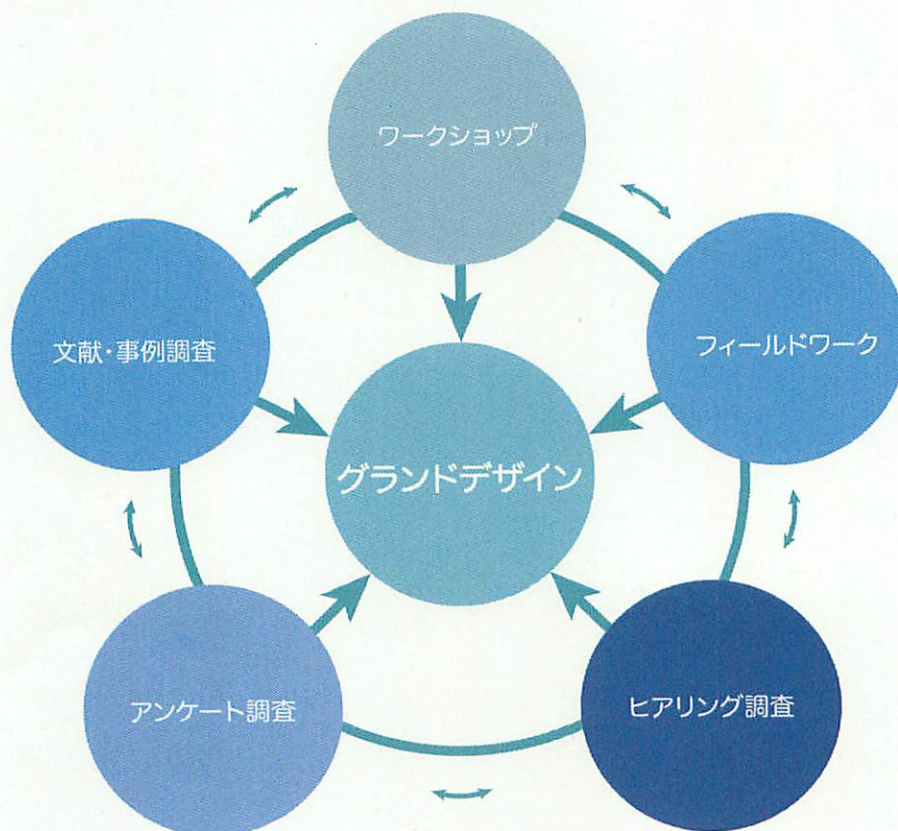 ワークショップ
文献・事例調査
フィールドワーク
グランドデザイン
アンケート調査
ヒアリング調査